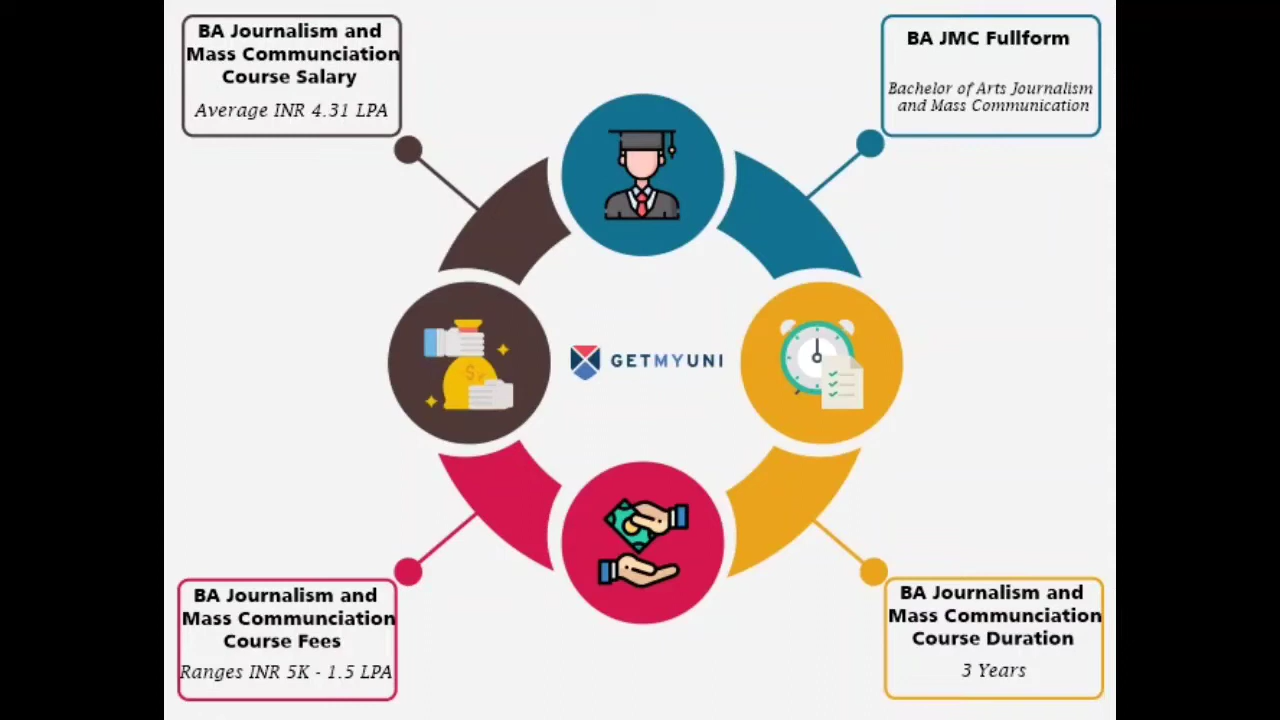 BA Journalism and
Mass Communciation
Course Salary
Average INR 4.31 LPA
BA JMC Fullform
Bachelor of Arts Journalism
and Mass Communication
GETMYUNI
BA Journalism and
Mass Communciation
Course Fees
Ranges INR 5K - 1.5 LPA
BA Journalism and
Mass Communciation
Course Duration
3 Years